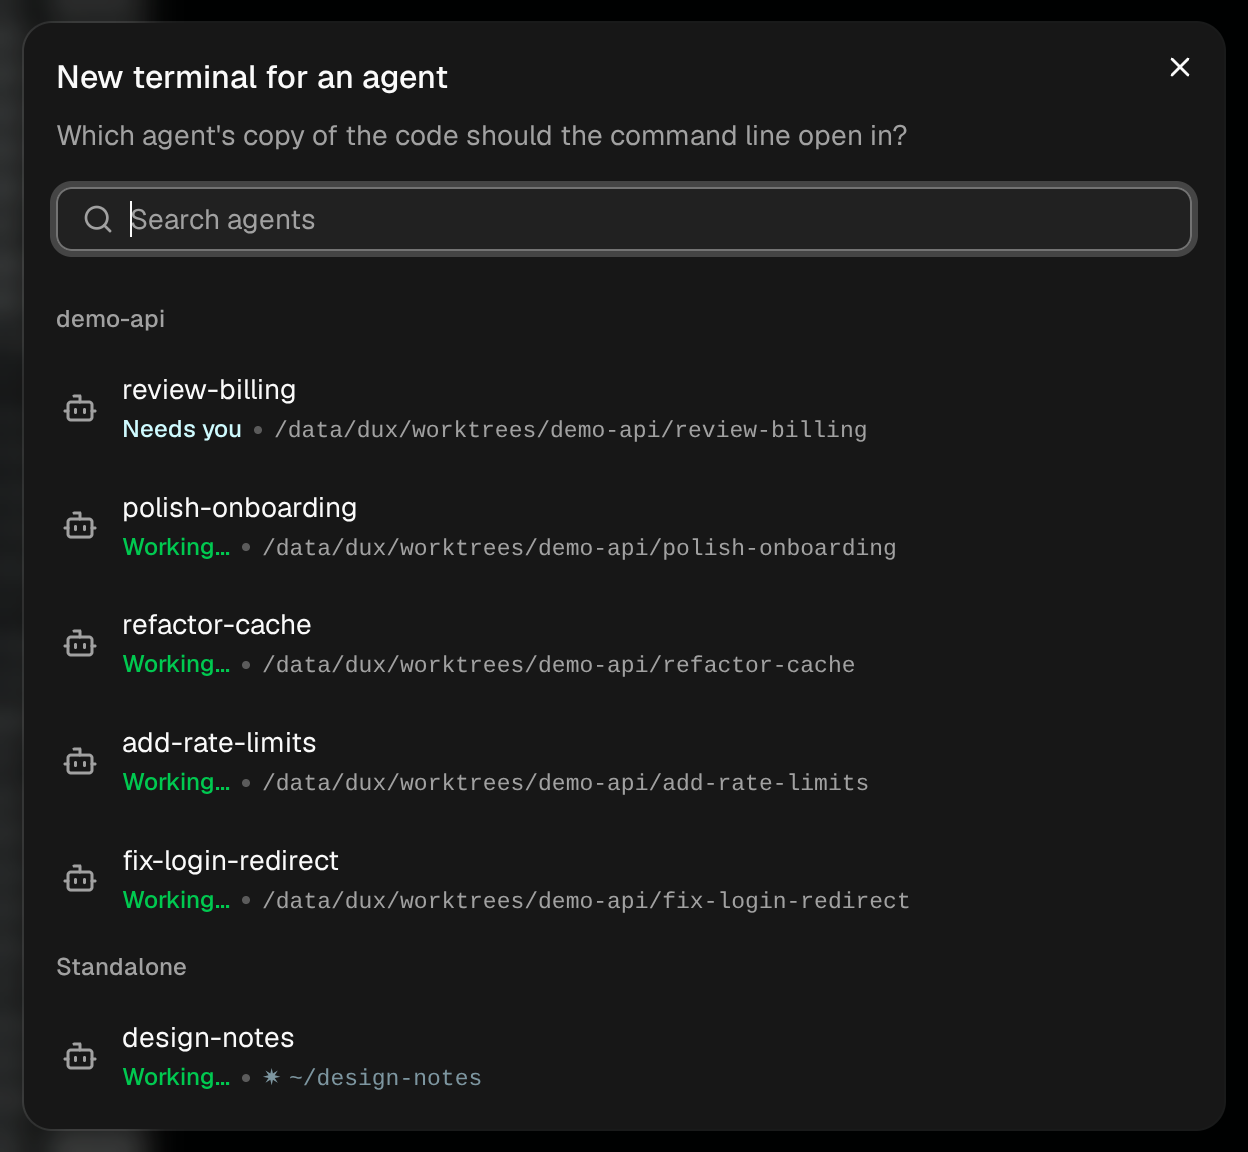 New terminal for an agent
Which agent's copy of the code should the command line open in?
Search agents
demo-api
review-billing
Needs you • /data/dux/worktrees/demo-api/review-billing
polish-onboarding
Working… • /data/dux/worktrees/demo-api/polish-onboarding
refactor-cache
Working… • /data/dux/worktrees/demo-api/refactor-cache
add-rate-limits
Working… • /data/dux/worktrees/demo-api/add-rate-limits
fix-login-redirect
Working… • /data/dux/worktrees/demo-api/fix-login-redirect
Standalone
design-notes
Working… • ✷ ~/design-notes